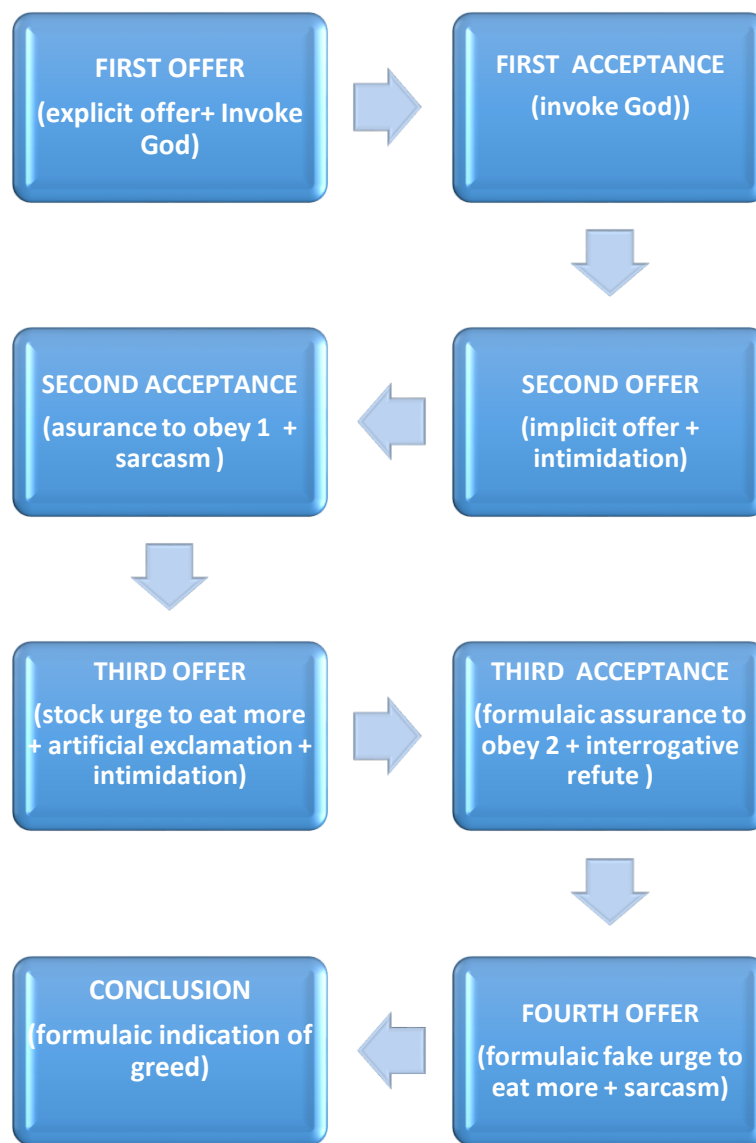 FIRST OFFER
(explicit offer+ Invoke
God)
FIRST ACCEPTANCE
(invoke God))
SECOND OFFER
(implicit offer +
intimidation)
SECOND ACCEPTANCE
(asurance to obey 1 +
sarcasm )
THIRD OFFER
(stock urge to eat more
+ artificial exclamation +
intimidation)
THIRD ACCEPTANCE
(formulaic assurance to
obey 2 + interrogative
refute )
FOURTH OFFER
(formulaic fake urge to
eat more + sarcasm)
CONCLUSION
(formulaic indication of
greed)